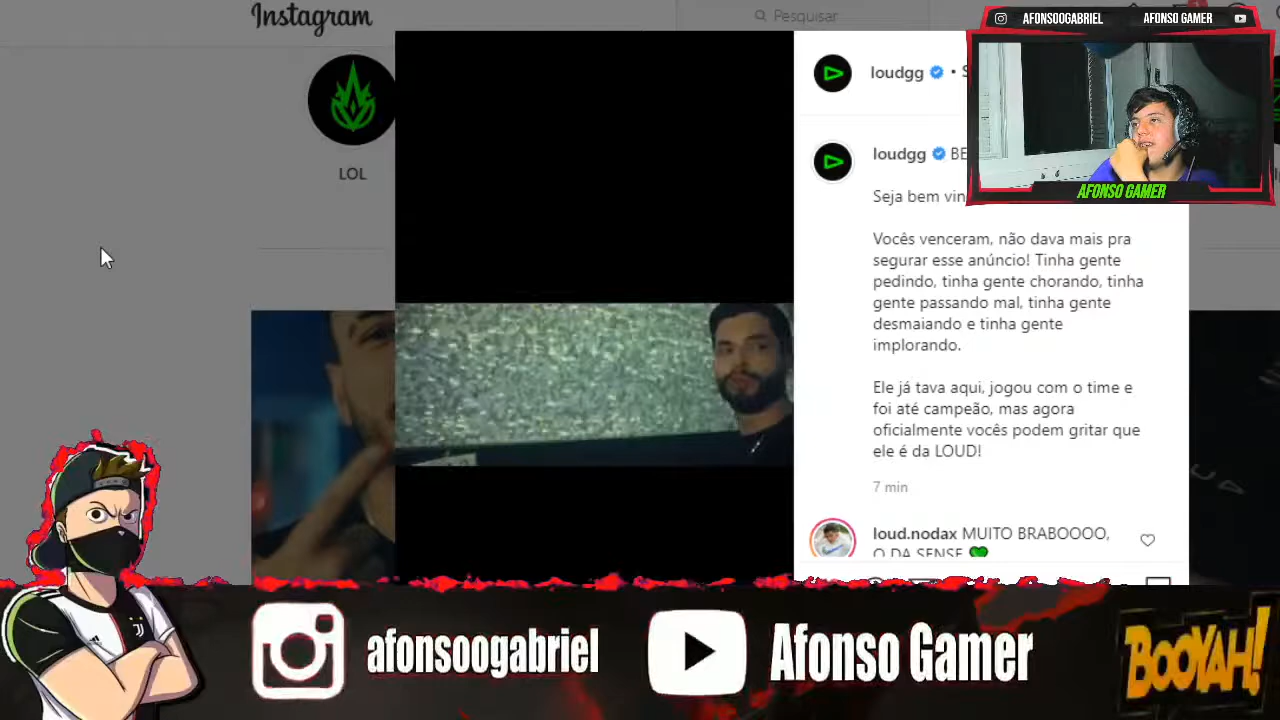 Instagram
Pesquisar
AFONSOOGABRIEL
AFONSO GAMER
loudgg • S
LOL
loudgg BE
Seja bem vin
AFONSO GAMER
Vocês venceram, não dava mais pra
segurar esse anúncio! Tinha gente
pedindo, tinha gente chorando, tinha
gente passando mal, tinha gente
desmaiando e tinha gente
implorando.
Ele já tava aqui, jogou com o time e
foi até campeão, mas agora
oficialmente vocês podem gritar que
ele é da LOUD!
7 min
loud.nodax MUITO BRABOOOO,
O DA SENSE
afonsoogabriel
Afonso Gamer
BOOYAH!